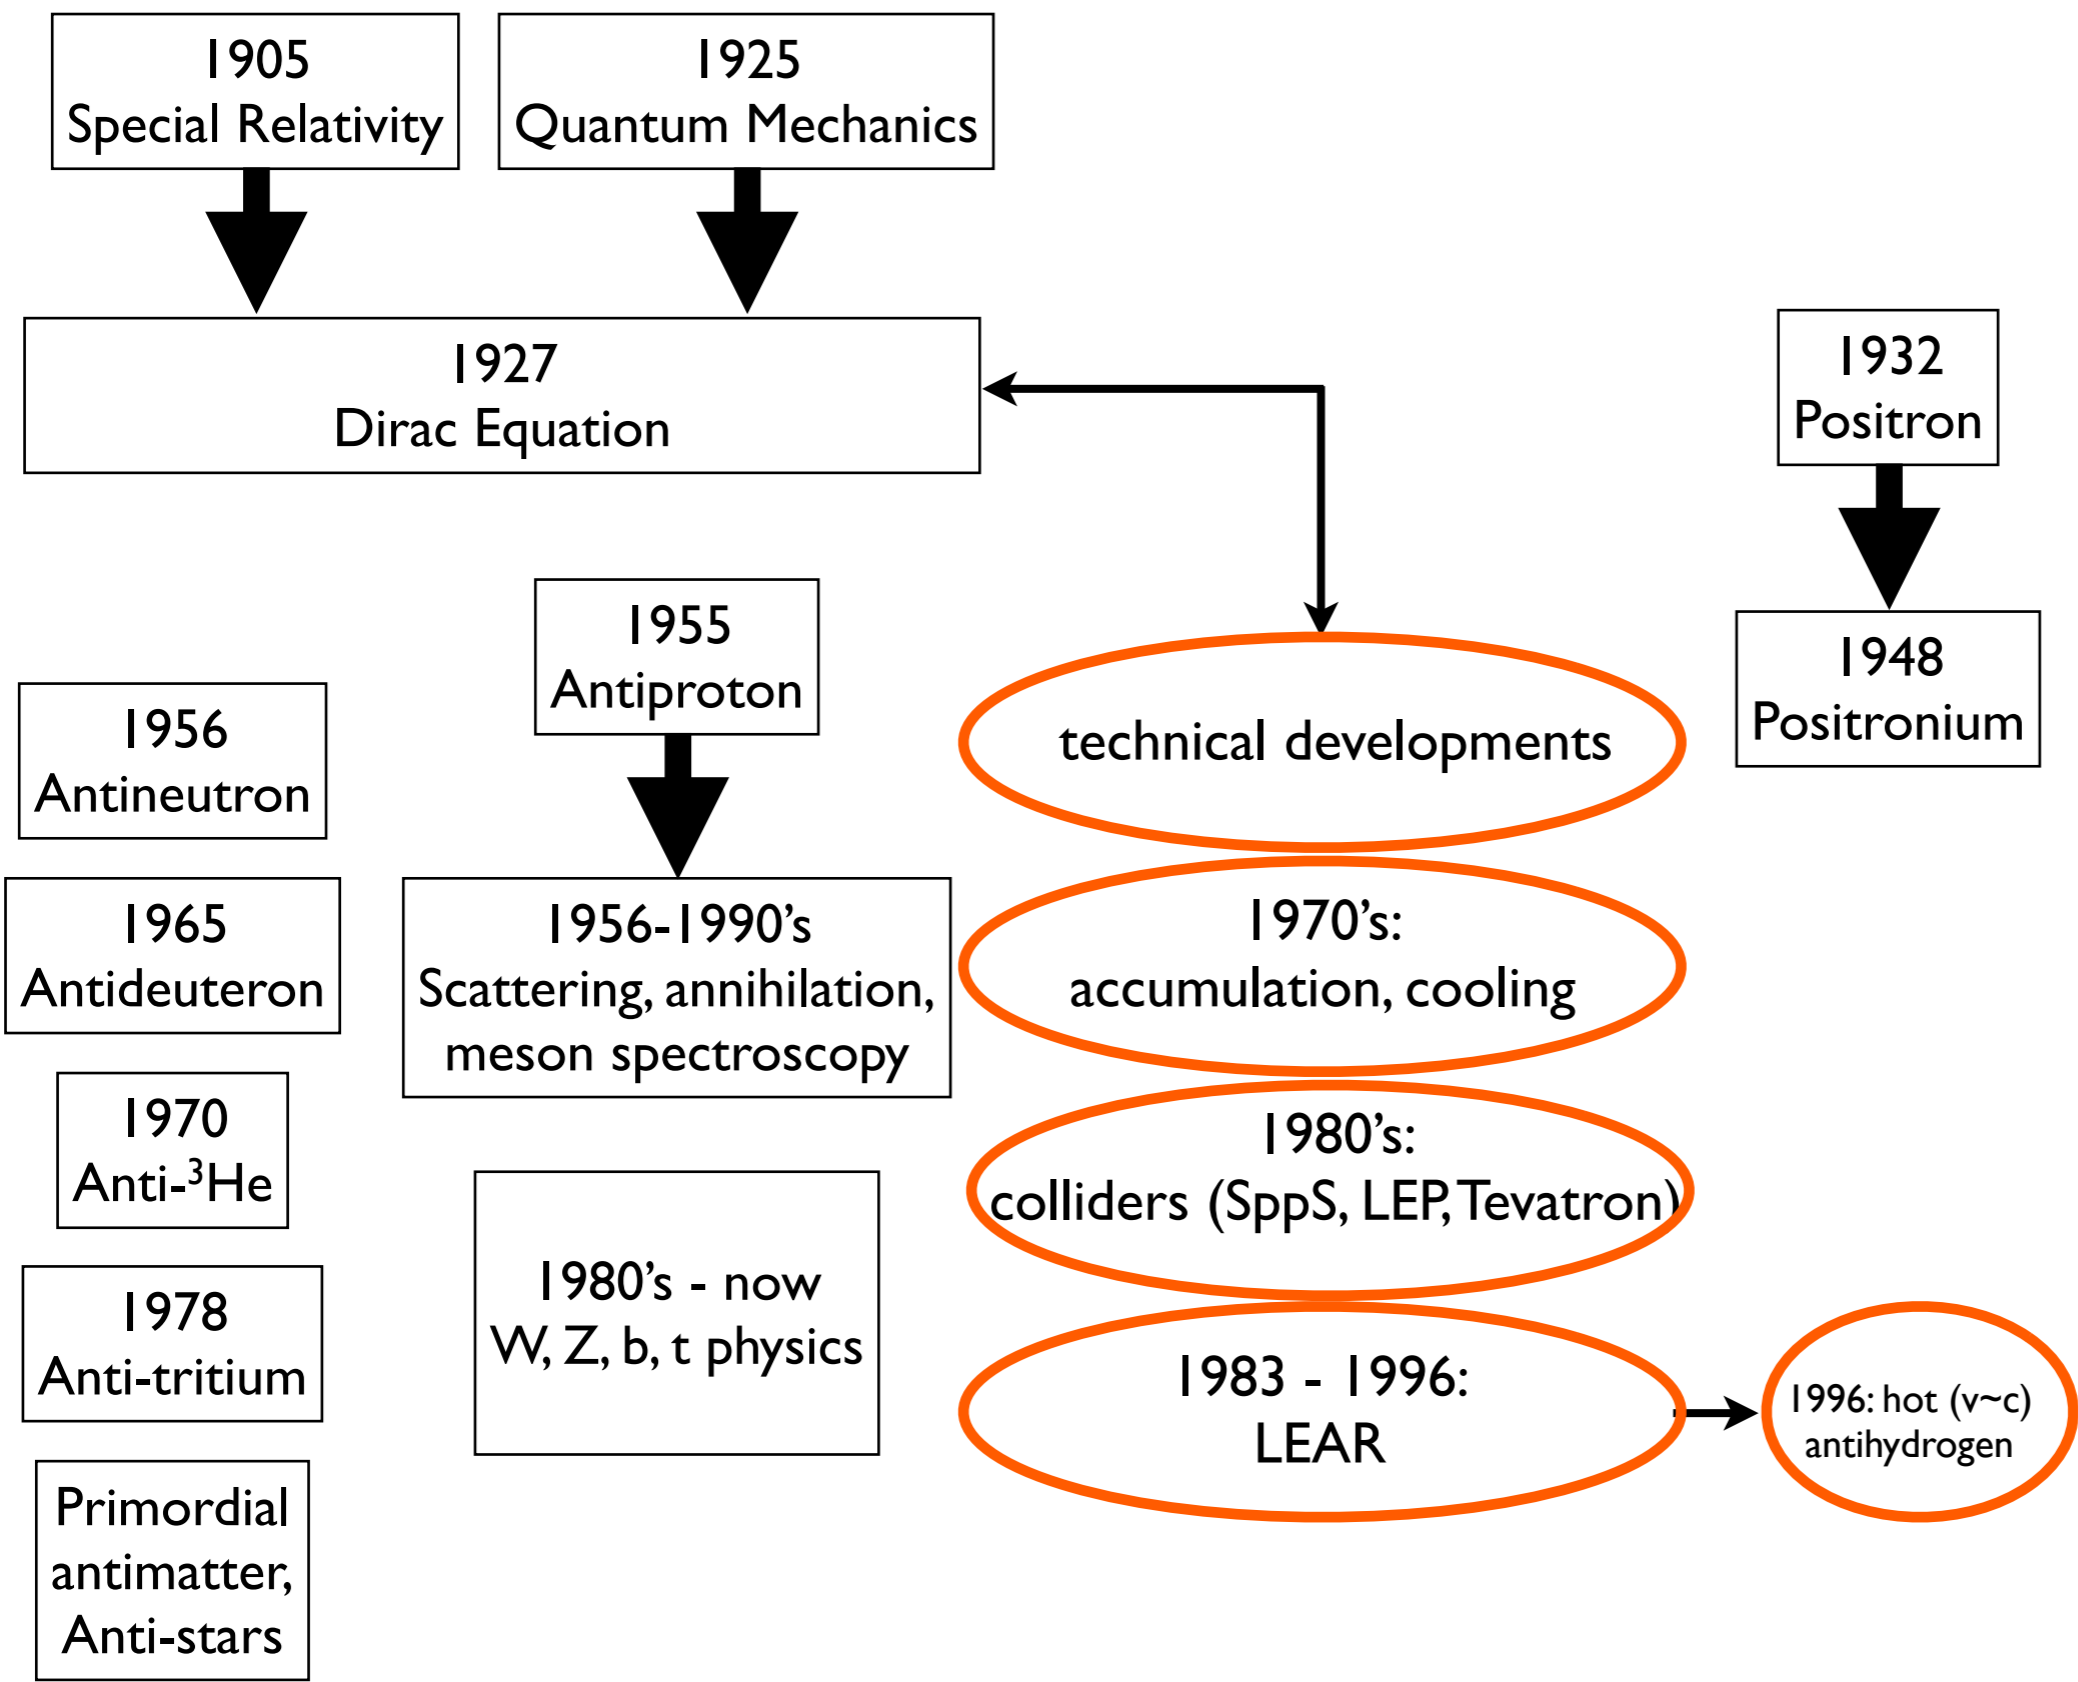 1905
Special Relativity
1925
Quantum Mechanics
1927
Dirac Equation
1932
Positron
1948
Positronium
1955
Antiproton
1956
Antineutron
1965
Antideuteron
1970
Anti-³He
1978
Anti-tritium
Primordial
antimatter,
Anti-stars
1956-1990’s
Scattering, annihilation,
meson spectroscopy
1980’s - now
W, Z, b, t physics
technical developments
1970’s:
accumulation, cooling
1980’s:
colliders (SppS, LEP, Tevatron)
1983 - 1996:
LEAR
1996: hot (v~c)
antihydrogen